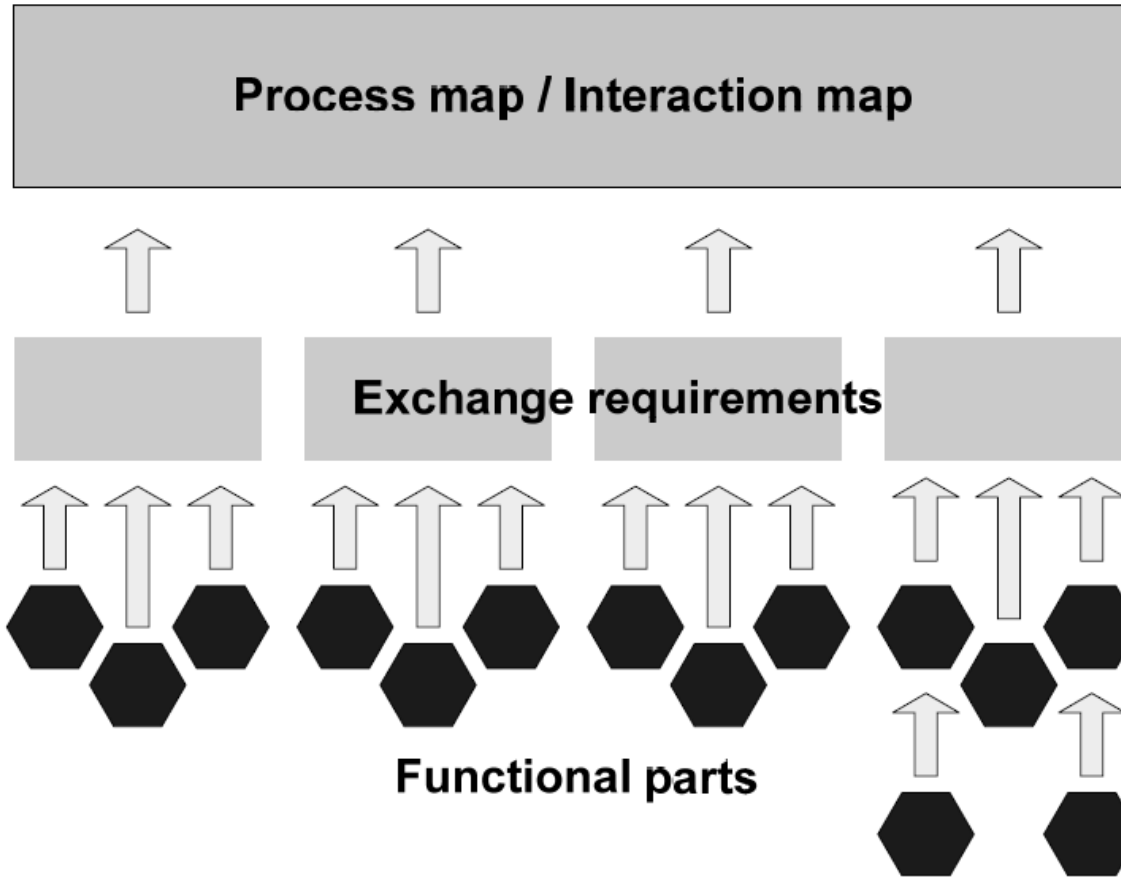 Process map / Interaction map
Exchange requirements
Functional parts